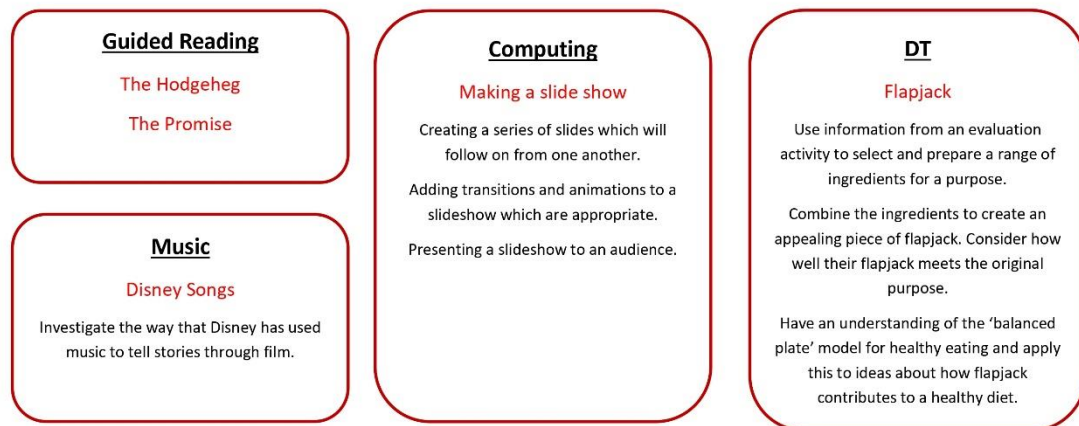 Guided Reading
The Hodgeheg
The Promise
Music
Disney Songs
Investigate the way that Disney has used
music to tell stories through film.
Computing
Making a slide show
Creating a series of slides which will
follow on from one another.
Adding transitions and animations to a
slideshow which are appropriate.
Presenting a slideshow to an audience.
DT
Flapjack
Use information from an evaluation
activity to select and prepare a range of
ingredients for a purpose.
Combine the ingredients to create an
appealing piece of flapjack. Consider how
well their flapjack meets the original
purpose.
Have an understanding of the ‘balanced
plate’ model for healthy eating and apply
this to ideas about how flapjack
contributes to a healthy diet.